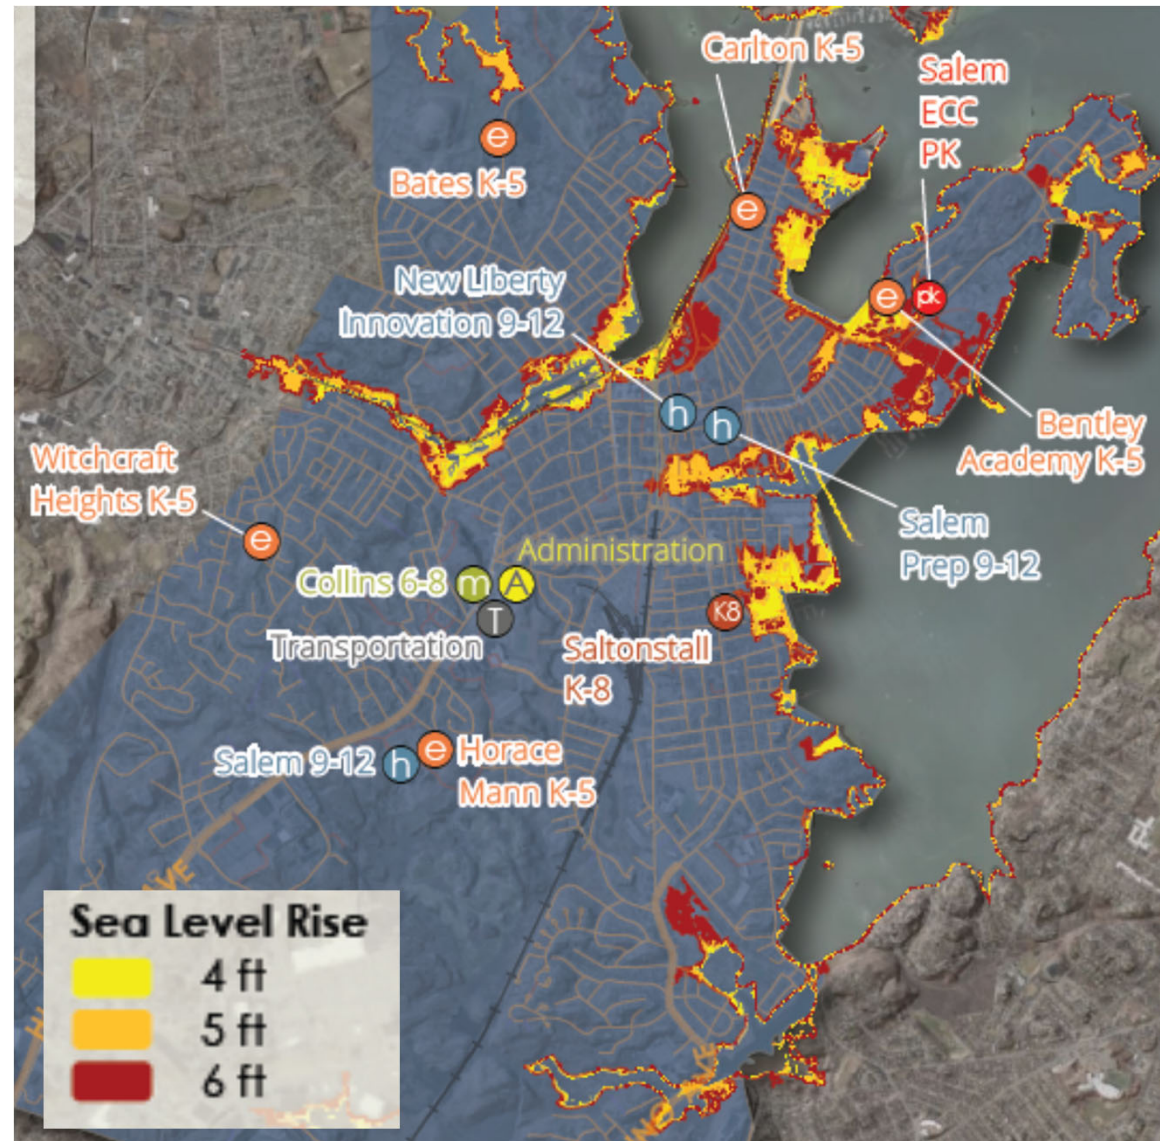 Carlton K-5
Salem
ECC
PK
e
Bates K-5
e
New Liberty
Innovation 9-12
e
pk
h
h
Bentley
Academy K-5
Witchcraft
Heights K-5
e
Salem
Prep 9-12
Administration
Collins 6-8
m
A
T
Transportation
K8
Saltonstall
K-8
Salem 9-12
h
e
Horace
Mann K-5
AVE
Sea Level Rise
4 ft
5 ft
6 ft